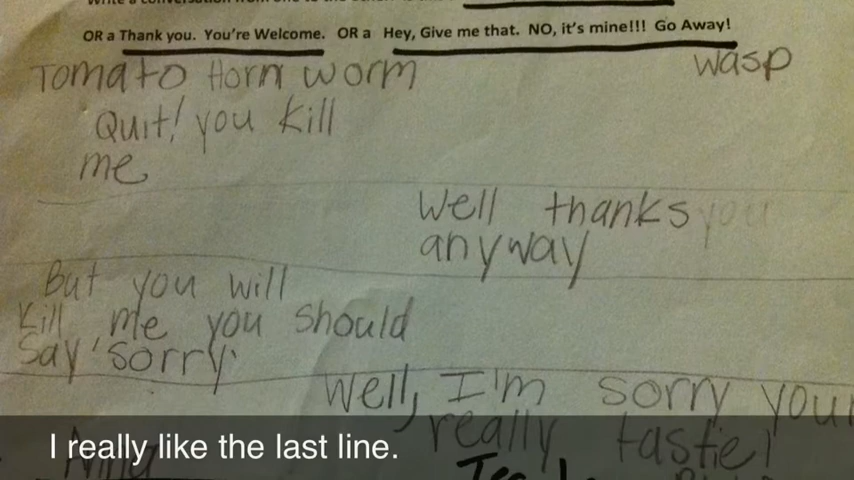 OR a Thank you. You're Welcome. OR a Hey, Give me that. NO, it's mine!!! Go Away!
Tomato Horn worm
wasp
Quit! you kill
me
Well thanks you
anyway
But you will
kill me you should
say 'sorry'
Well, I'm sorry your
really tastie!
I really like the last line.